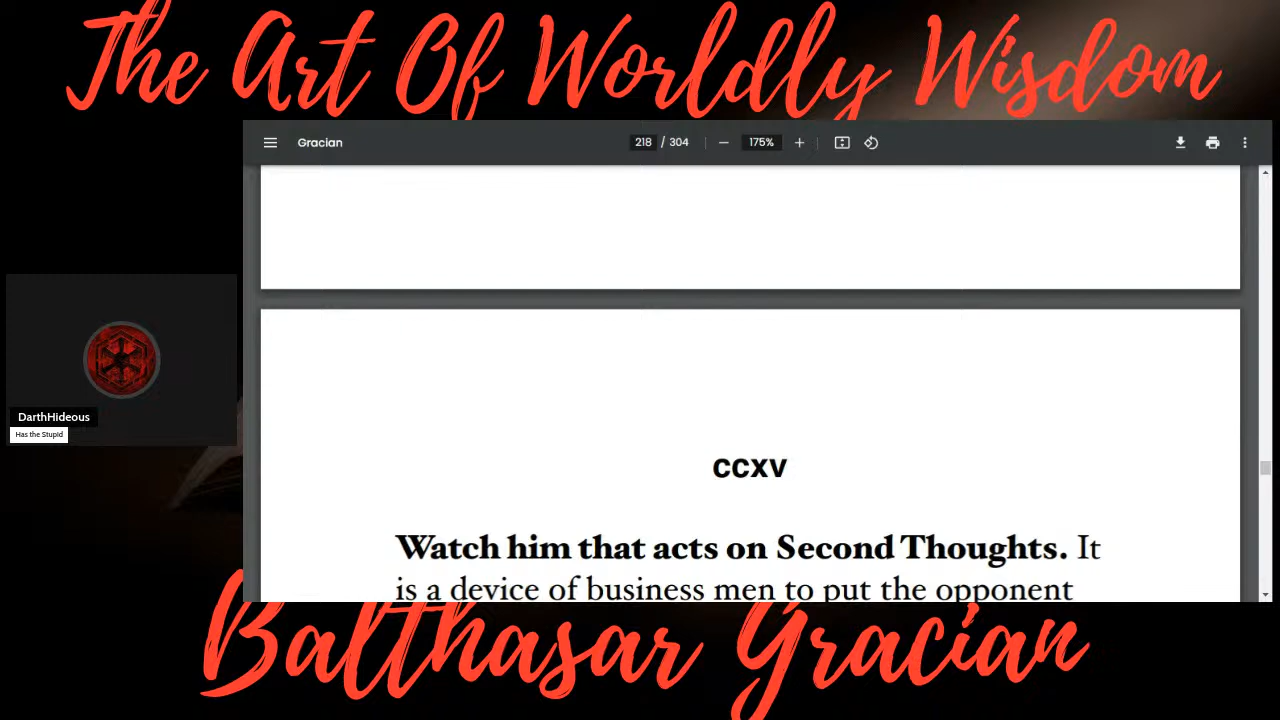 The Art Of Worldly Wisdom
Gracian
218 / 304
175%
DarthHideous
Has the Stupid
CCXV
Watch him that acts on Second Thoughts. It
is a device of business men to put the opponent
Balthasar Gracian